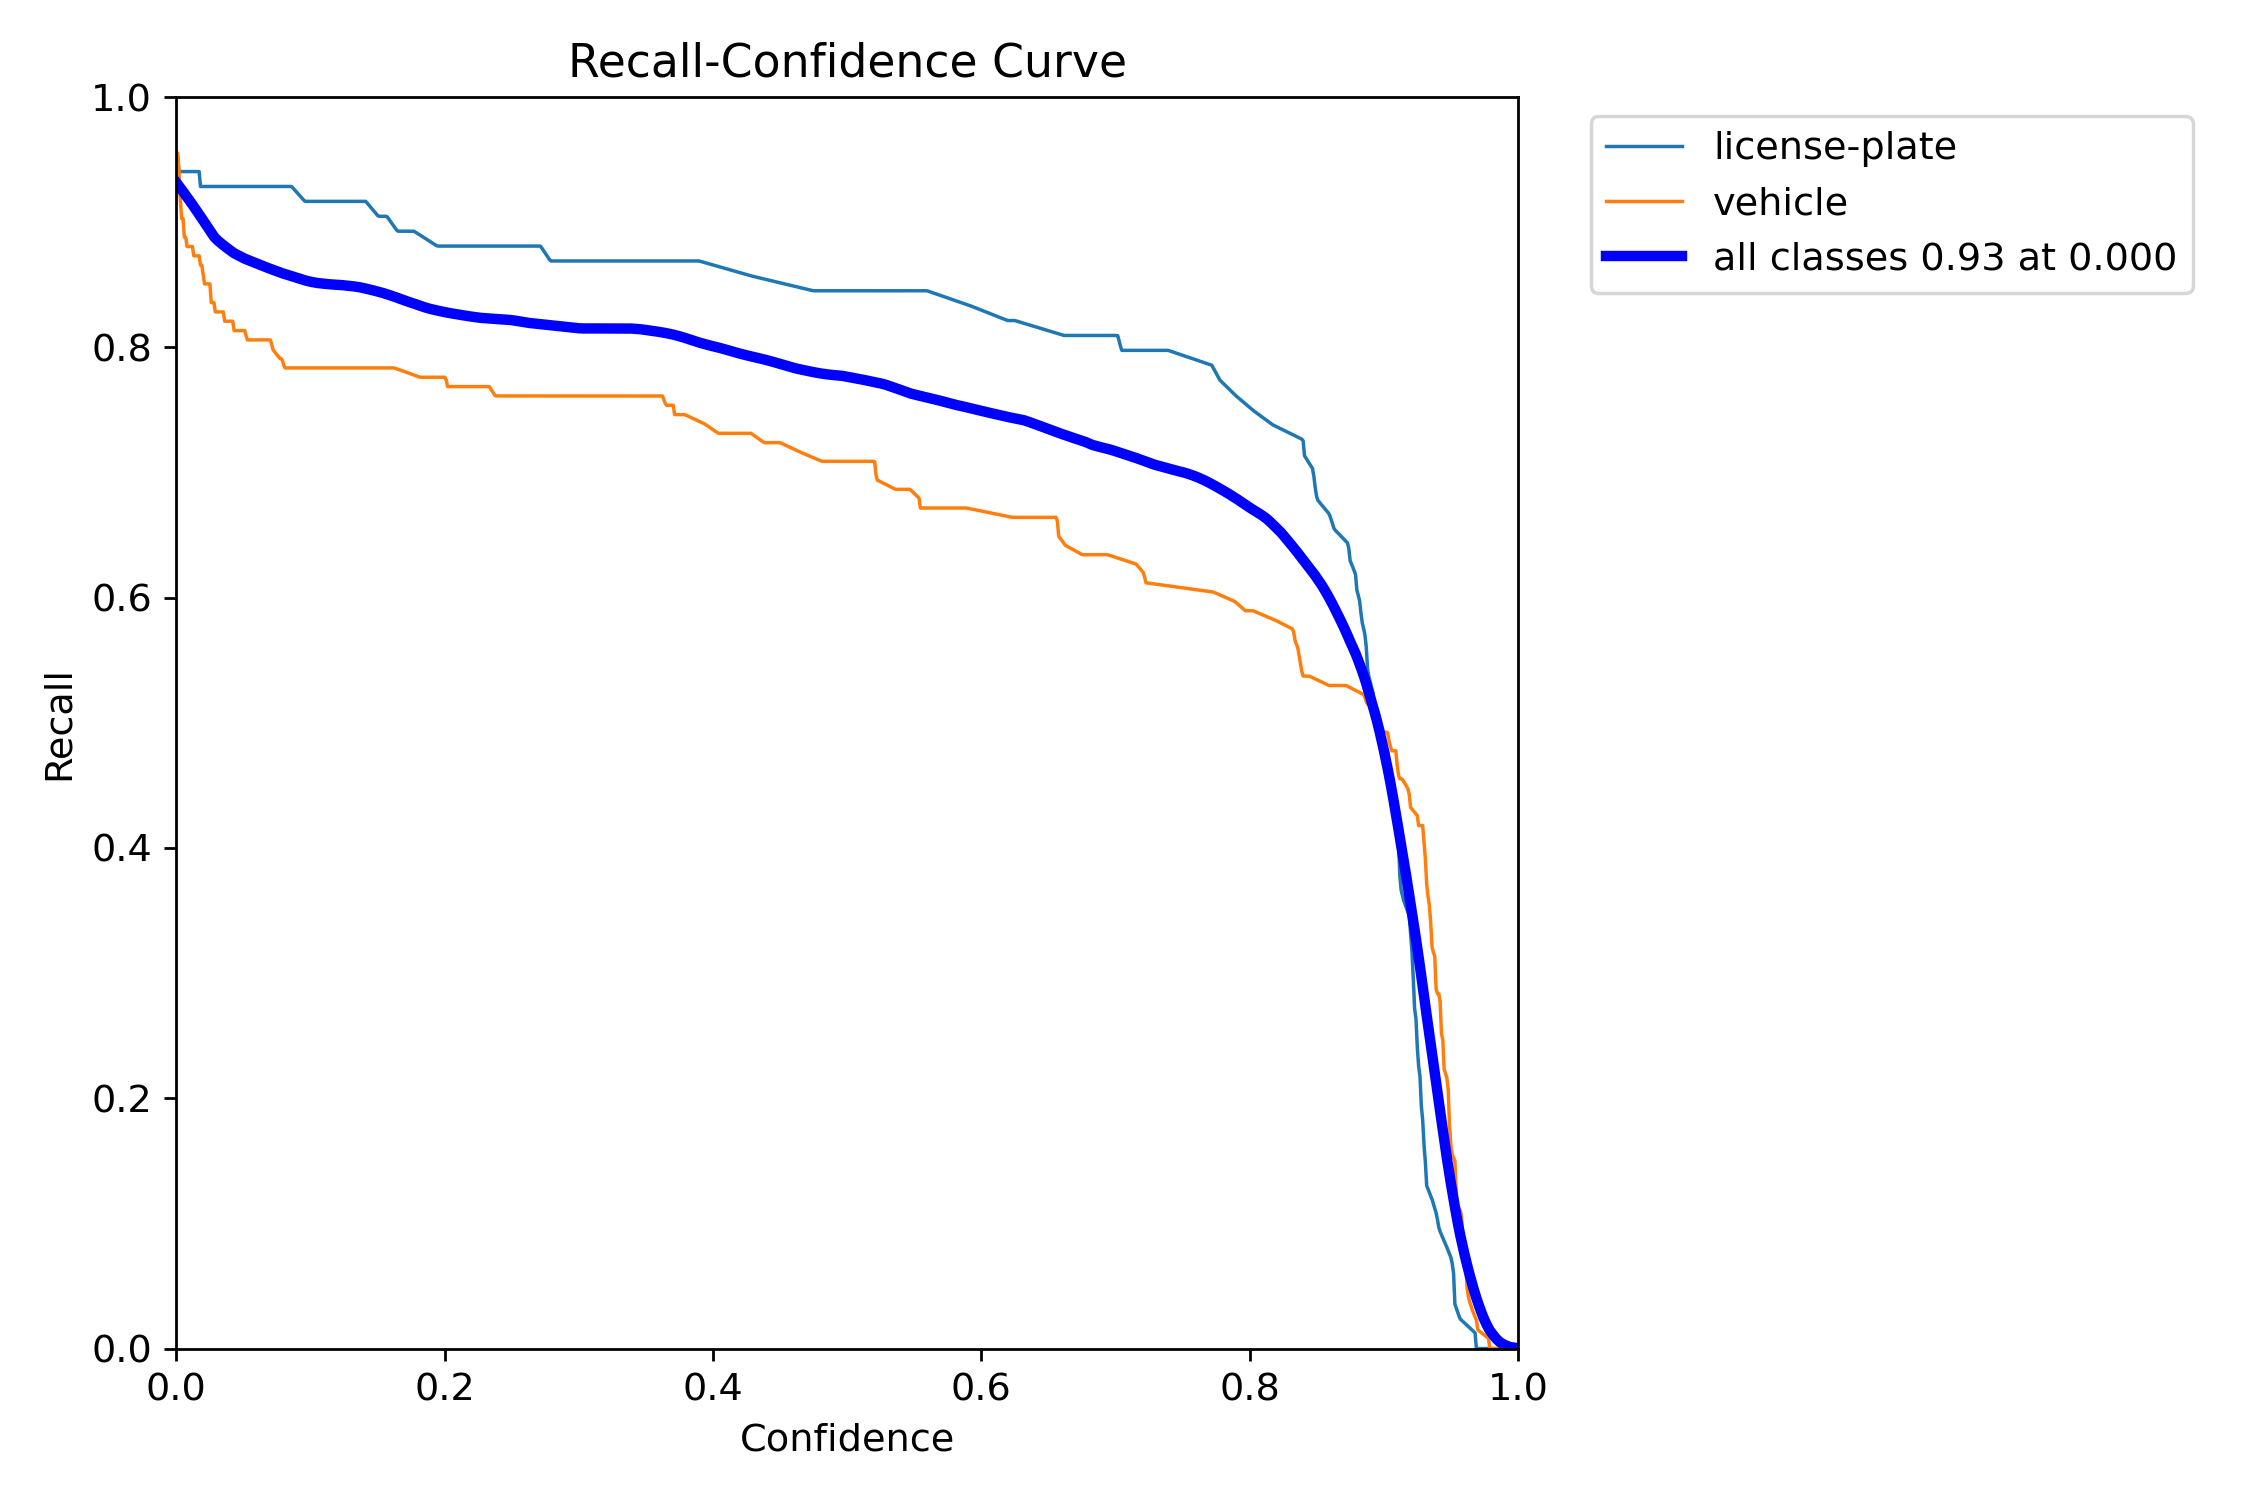 Recall-Confidence Curve
1.0
0.8
0.6
0.4
0.2
0.0
Recall
0.0 0.2 0.4 0.6 0.8 1.0
Confidence
license-plate
vehicle
all classes 0.93 at 0.000